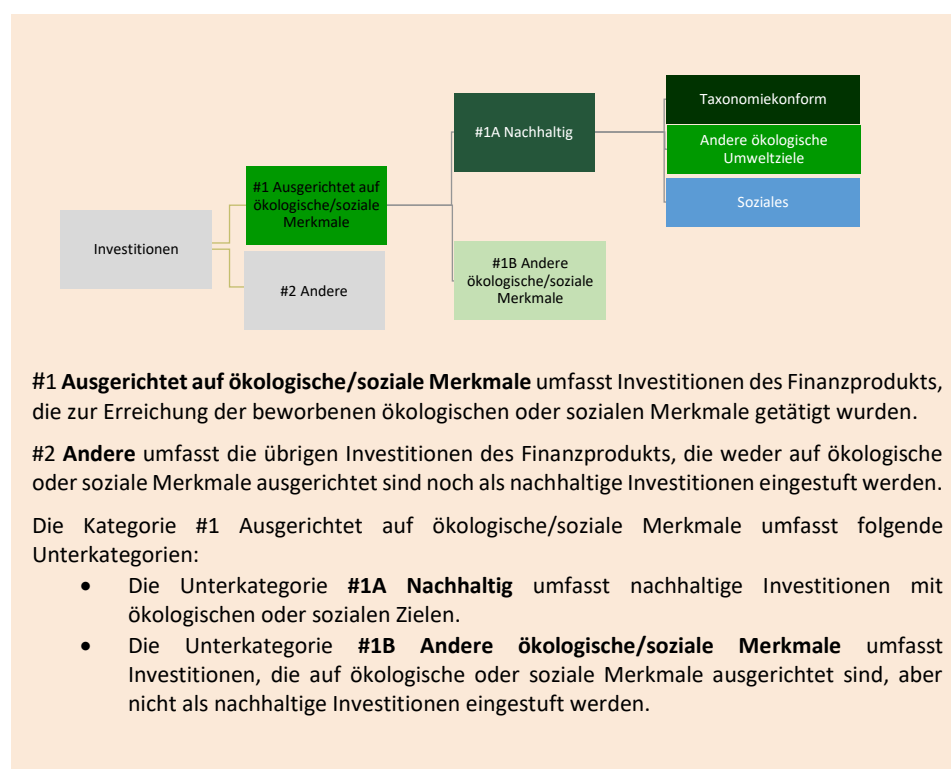 Taxonomiekonform
#1A Nachhaltig
Andere ökologische
Umweltziele
Soziales
#1 Ausgerichtet auf
ökologische/soziale
Merkmale
Investitionen
#2 Andere
#1B Andere
ökologische/soziale
Merkmale
#1 Ausgerichtet auf ökologische/soziale Merkmale umfasst Investitionen des Finanzprodukts,
die zur Erreichung der beworbenen ökologischen oder sozialen Merkmale getätigt wurden.
#2 Andere umfasst die übrigen Investitionen des Finanzprodukts, die weder auf ökologische
oder soziale Merkmale ausgerichtet sind noch als nachhaltige Investitionen eingestuft werden.
Die Kategorie #1 Ausgerichtet auf ökologische/soziale Merkmale umfasst folgende
Unterkategorien:
• Die Unterkategorie #1A Nachhaltig umfasst nachhaltige Investitionen mit
ökologischen oder sozialen Zielen.
• Die Unterkategorie #1B Andere ökologische/soziale Merkmale umfasst
Investitionen, die auf ökologische oder soziale Merkmale ausgerichtet sind, aber
nicht als nachhaltige Investitionen eingestuft werden.